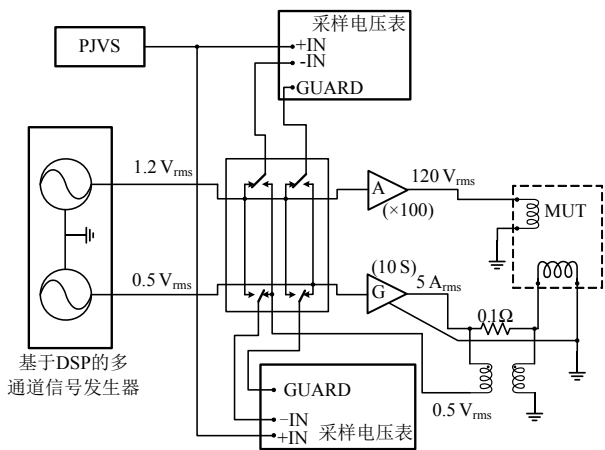 采样电压表
PJVS
+IN
-IN
GUARD
1.2 Vrms
A
120 Vrms
(×100)
MUT
0.5 Vrms
(10 S)
G
5 Arms
0.1Ω
基于DSP的多
通道信号发生器
GUARD
−IN
+IN
采样电压表
0.5 Vrms